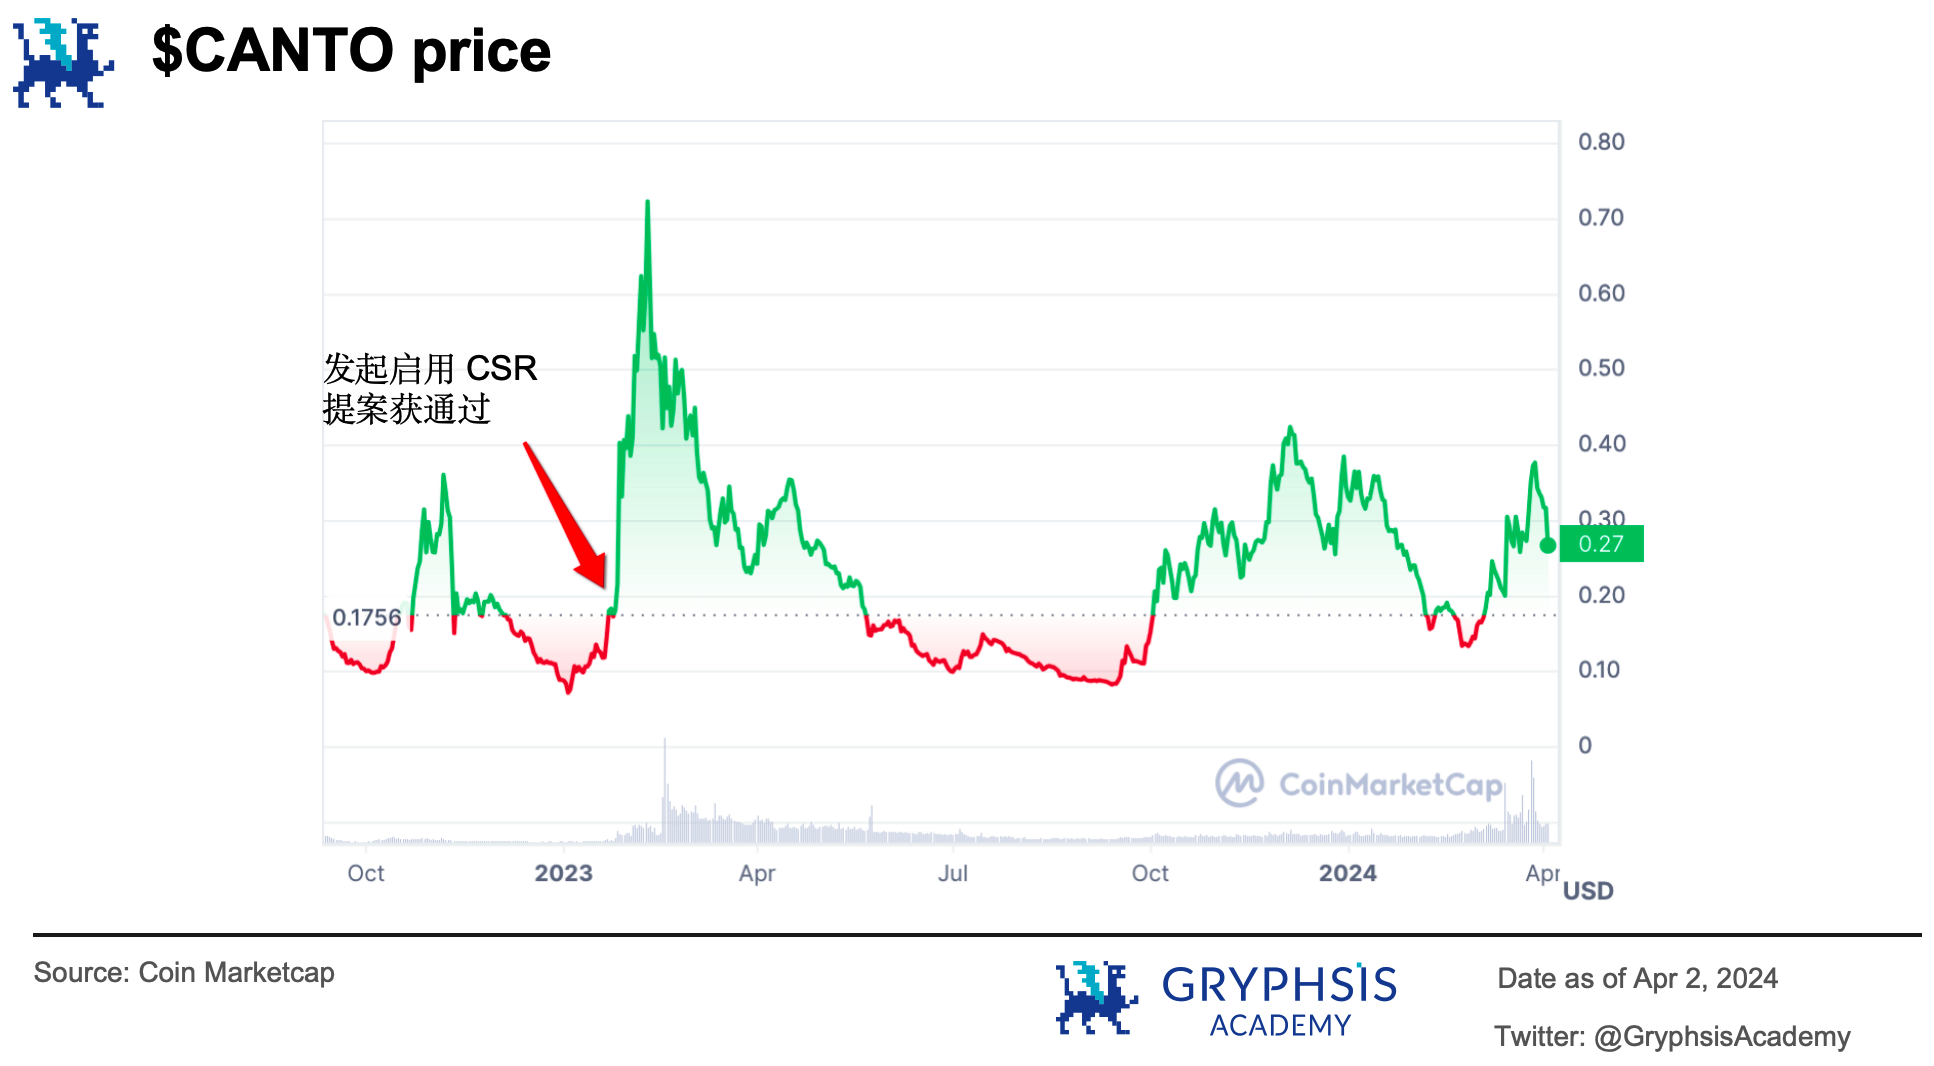 $CANTO price
0.80
0.70
0.60
发起启用 CSR
提案获通过
0.50
0.40
0.30
0.27
0.20
0.1756
0.10
0
CoinMarketCap
Oct
2023
Apr
Jul
Oct
2024
Apr
USD
Source: Coin Marketcap
GRYPHSIS
ACADEMY
Date as of Apr 2, 2024
Twitter: @GryphsisAcademy